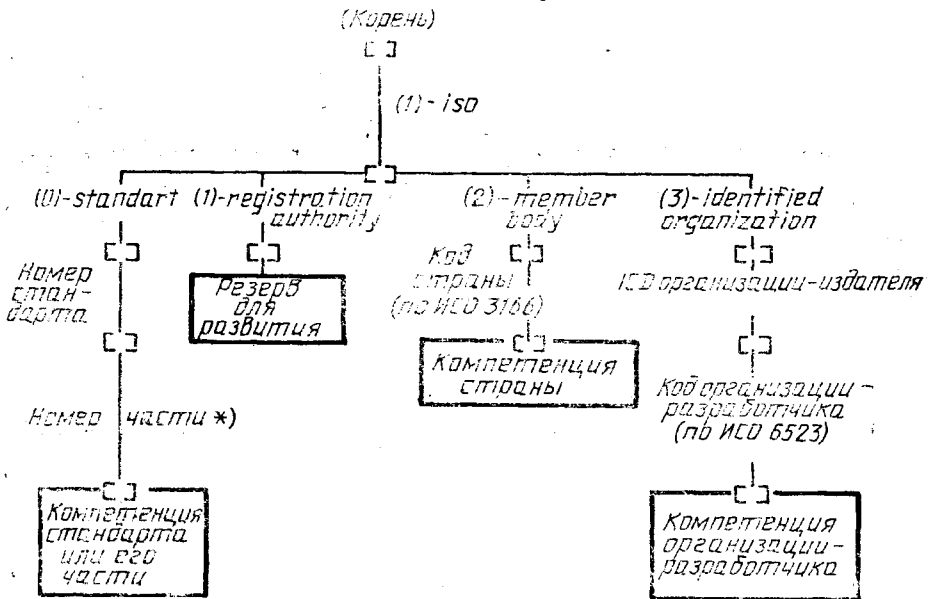 (Корень)
(1)-iso
(0)-standart
(1)-registration
authority
(2)-member
body
(3)-identified
organization
Номер
стан-
дарта
Резерв
для
развития
Код
страны
(по ИСО 3166)
ICD организации-издателя
Компетенция
страны
Код организации-
разработчика
(по ИСО 6523)
Номер части *)
Компетенция
стандарта
или его
части
Компетенция
организации-
разработчика